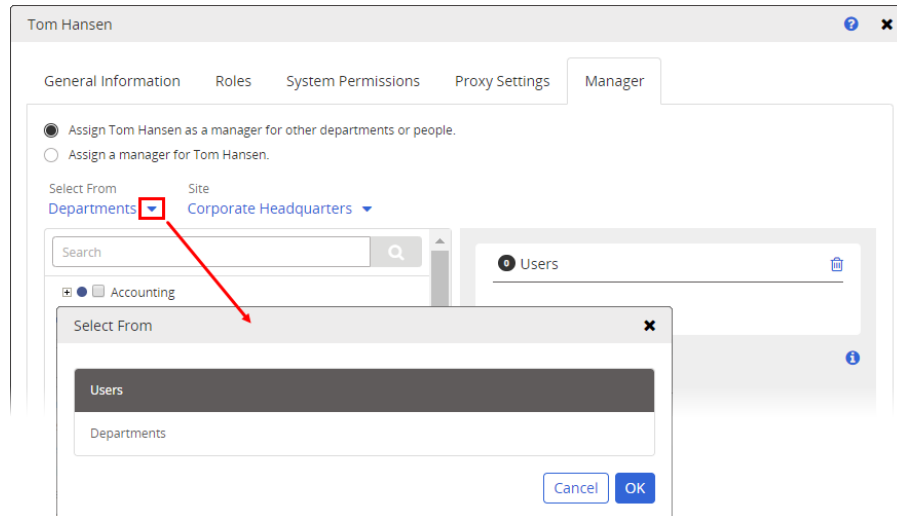 Tom Hansen
General Information Roles System Permissions Proxy Settings Manager
Assign Tom Hansen as a manager for other departments or people.
Assign a manager for Tom Hansen.
Select From Site
Departments Corporate Headquarters
Search
0 Users
Accounting
Select From
Users
Departments
Cancel OK